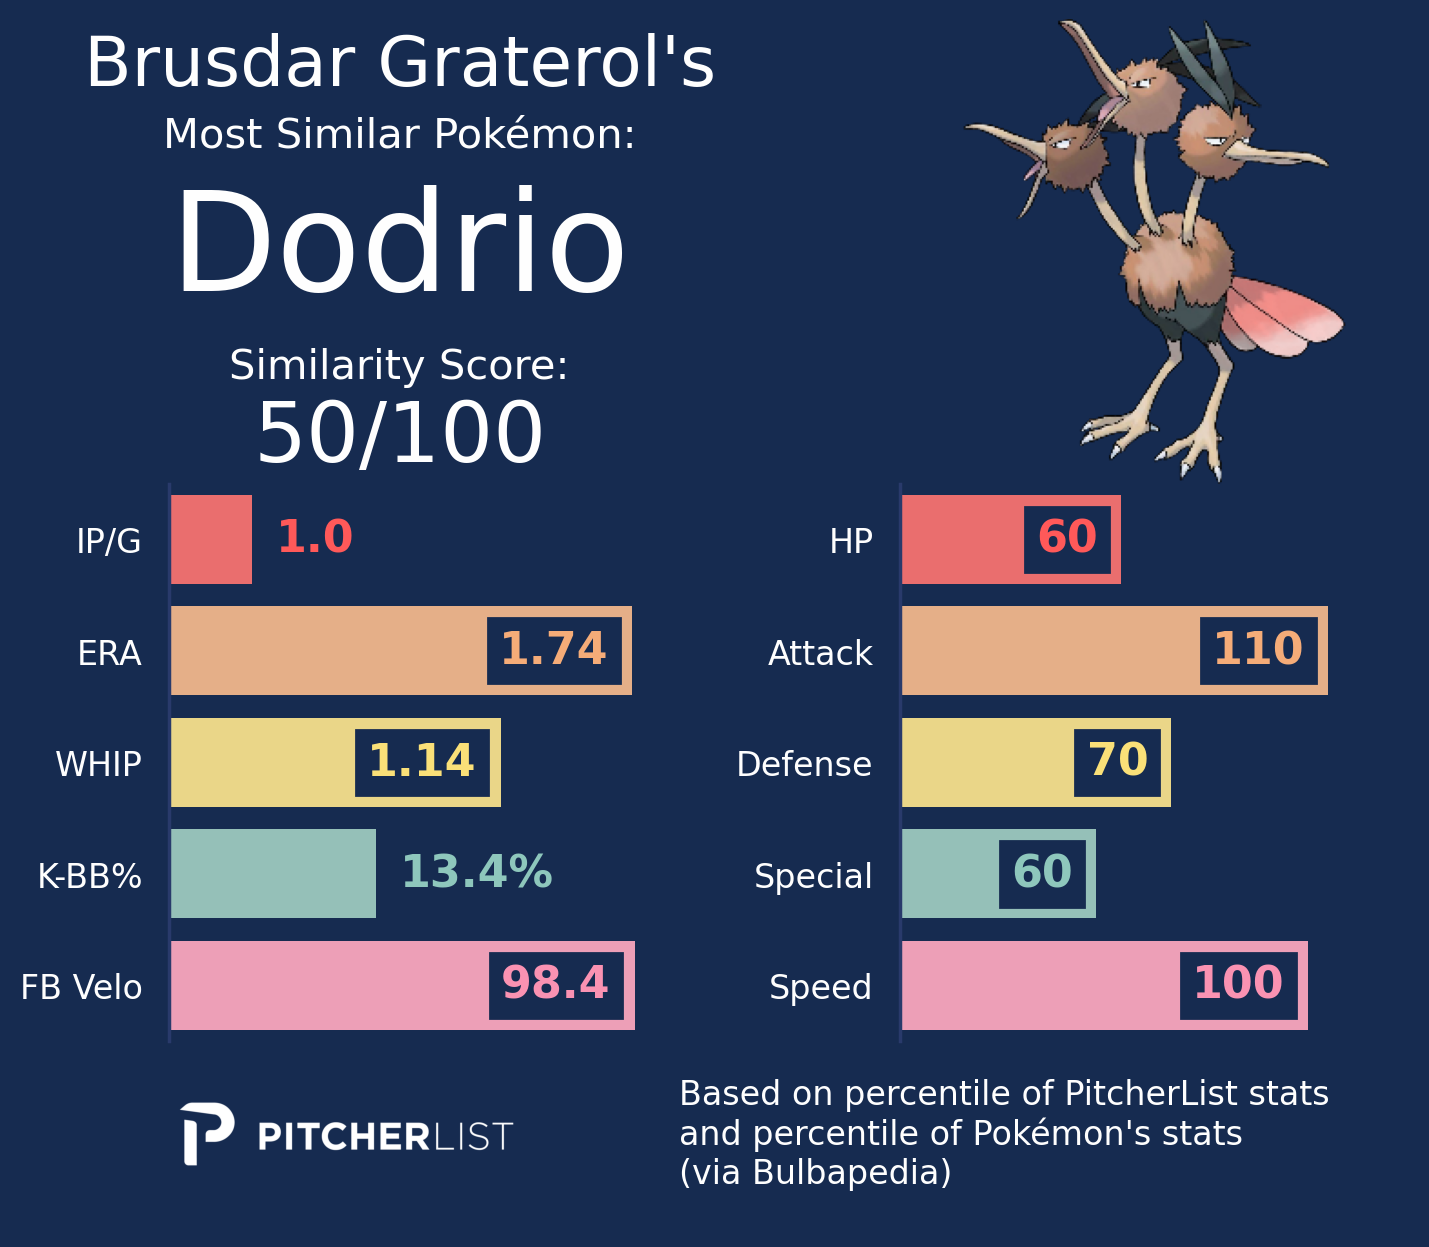 Brusdar Graterol's
Most Similar Pokémon:
Dodrio
Similarity Score:
50/100
IP/G 1.0
ERA 1.74
WHIP 1.14
K-BB% 13.4%
FB Velo 98.4
HP 60
Attack 110
Defense 70
Special 60
Speed 100
PITCHERLIST
Based on percentile of PitcherList stats
and percentile of Pokémon's stats
(via Bulbapedia)